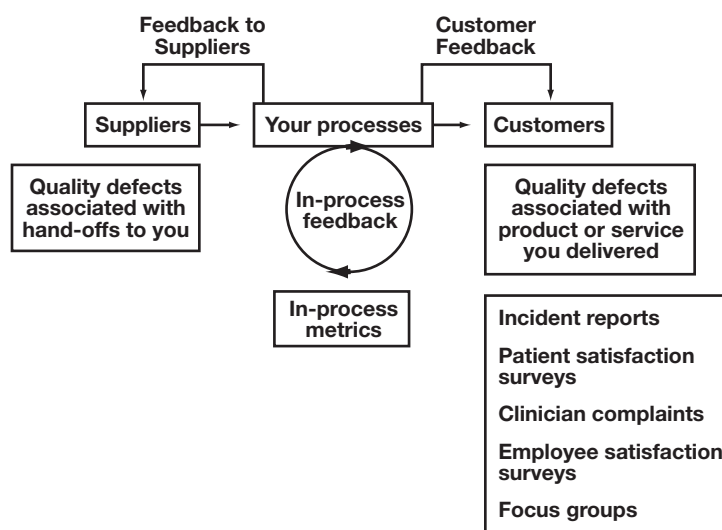 Feedback to
Suppliers
Customer
Feedback
Suppliers
Your processes
Customers
Quality defects
associated with
hand-offs to you
In-process
feedback
Quality defects
associated with
product or service
you delivered
In-process
metrics
Incident reports
Patient satisfaction
surveys
Clinician complaints
Employee satisfaction
surveys
Focus groups